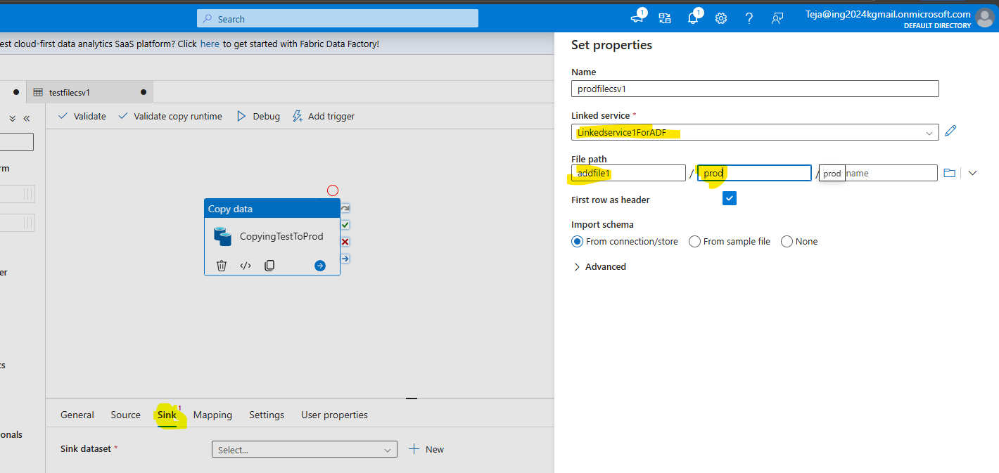 Search
1
1
Teja@ing2024kgmail.onmicrosoft.com
DEFAULT DIRECTORY
est cloud-first data analytics SaaS platform? Click here to get started with Fabric Data Factory!
testfilecsv1
Validate
Validate copy runtime
Debug
Add trigger
rm
er
cs
onals
Copy data
CopyingTestToProd
General
Source
Sink 1
Mapping
Settings
User properties
Sink dataset *
Select...
New
Set properties
Name
prodfilecsv1
Linked service *
Linkedservice1ForADF
File path
addfile1 / prod / prod name
First row as header
Import schema
From connection/store
From sample file
None
Advanced